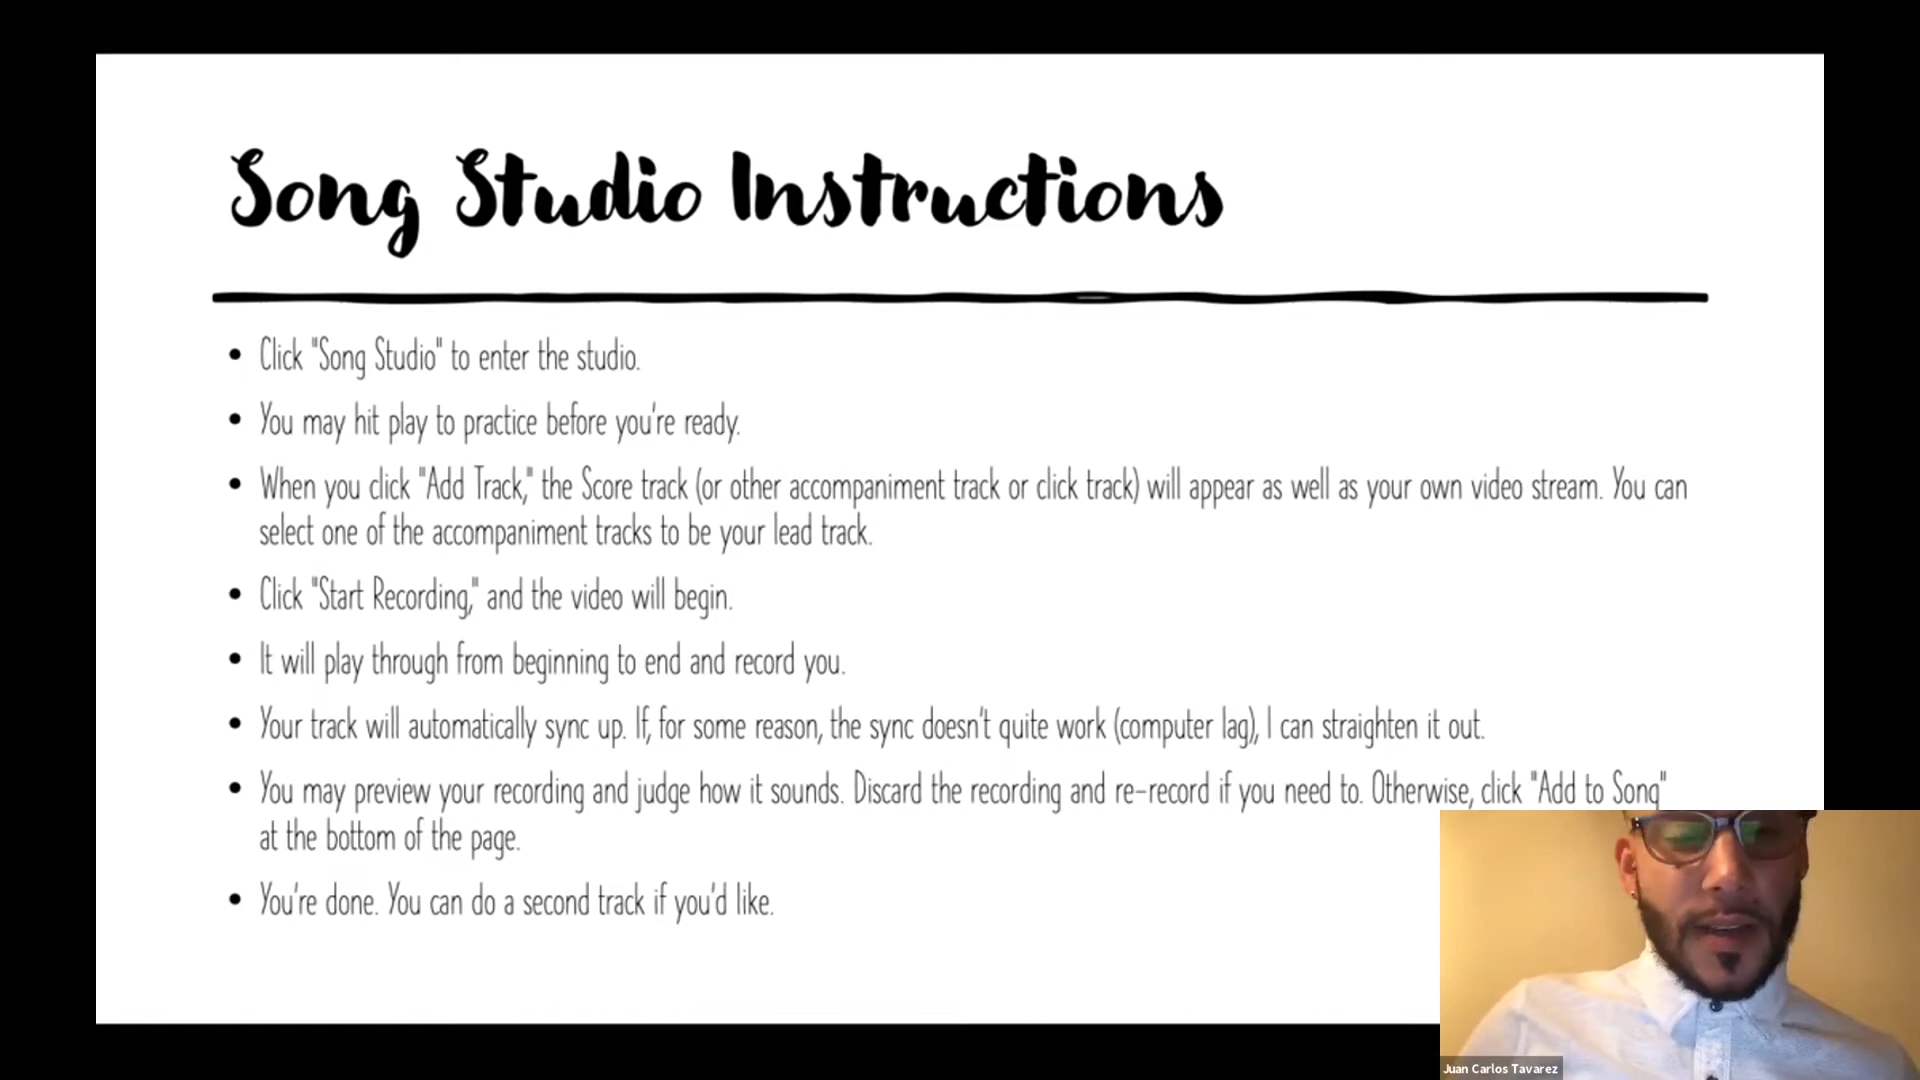 Song Studio Instructions
• Click "Song Studio" to enter the studio.
• You may hit play to practice before you're ready.
• When you click "Add Track," the Score track (or other accompaniment track or click track) will appear as well as your own video stream. You can
select one of the accompaniment tracks to be your lead track.
• Click "Start Recording," and the video will begin.
• It will play through from beginning to end and record you.
• Your track will automatically sync up. If, for some reason, the sync doesn't quite work (computer lag), I can straighten it out.
• You may preview your recording and judge how it sounds. Discard the recording and re-record if you need to. Otherwise, click "Add to Song"
at the bottom of the page.
• You're done. You can do a second track if you'd like.
Juan Carlos Tavarez